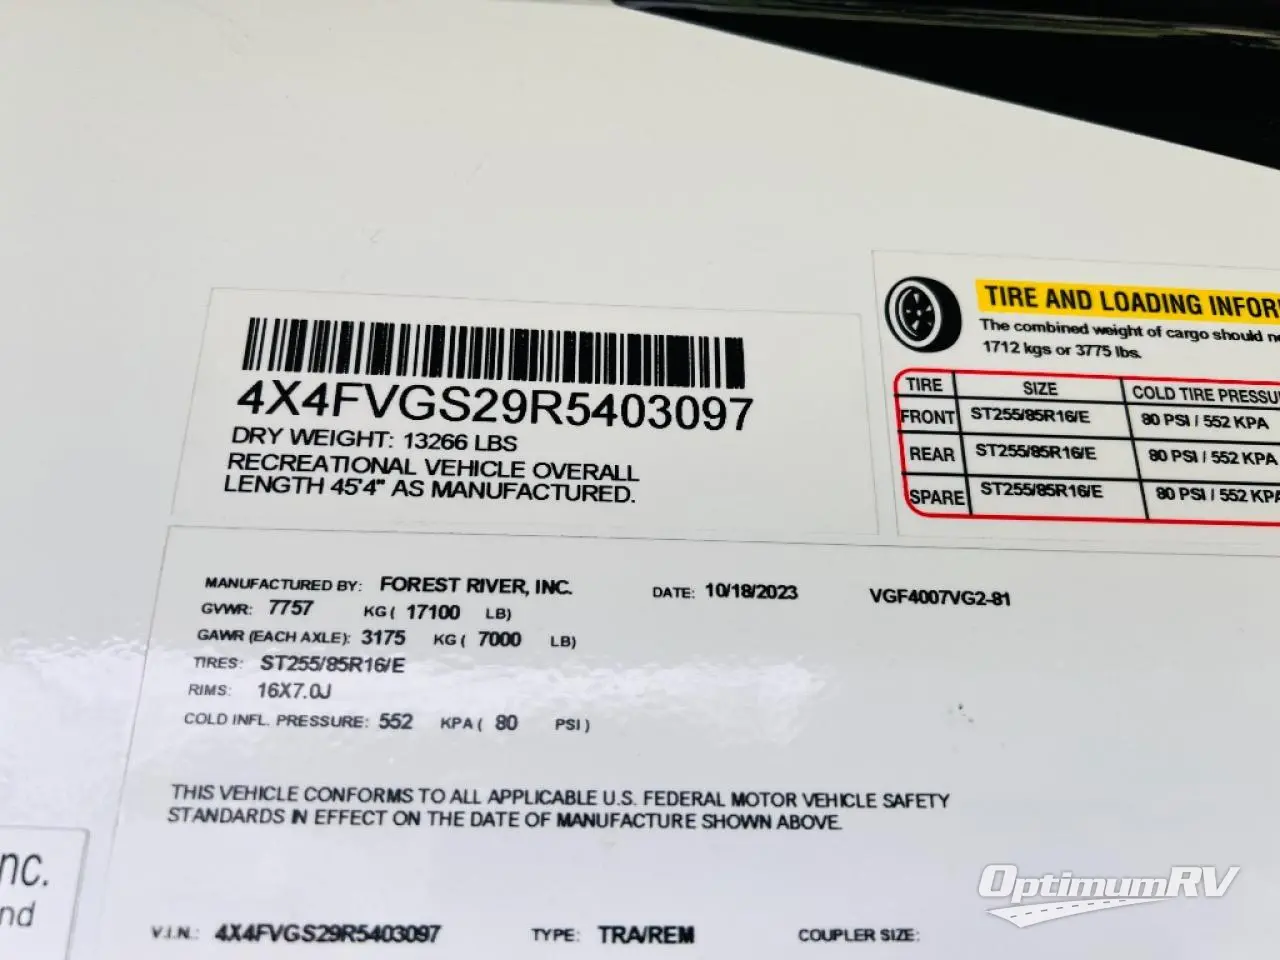 4X4FVGS29R5403097
DRY WEIGHT: 13266 LBS
RECREATIONAL VEHICLE OVERALL
LENGTH 45'4" AS MANUFACTURED.
TIRE AND LOADING INFOR
The combined weight of cargo should
1712 kgs or 3775 lbs.
TIRE SIZE COLD TIRE PRESSU
FRONT ST255/85R16/E 80 PSI / 552 KPA
REAR ST255/85R16/E 80 PSI / 552 KPA
SPARE ST255/85R16/E 80 PSI / 552 KPA
MANUFACTURED BY: FOREST RIVER, INC. DATE: 10/18/2023 VGF4007VG2-81
GVWR: 7757 KG ( 17100 LB)
GAWR (EACH AXLE): 3175 KG ( 7000 LB)
TIRES: ST255/85R16/E
RIMS: 16X7.0J
COLD INFL. PRESSURE: 552 KPA ( 80 PSI )
THIS VEHICLE CONFORMS TO ALL APPLICABLE U.S. FEDERAL MOTOR VEHICLE SAFETY
STANDARDS IN EFFECT ON THE DATE OF MANUFACTURE SHOWN ABOVE.
nc.
nd
V.I.N.: 4X4FVGS29R5403097 TYPE: TRA/REM COUPLER SIZE:
OptimumRV